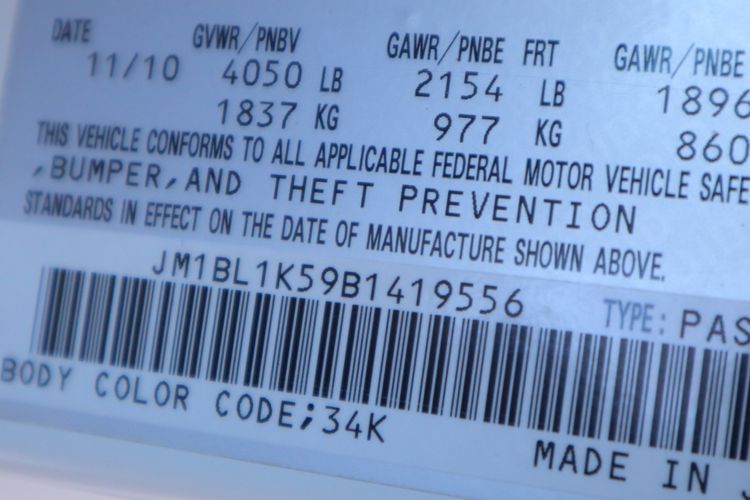 DATE GVWR/PNBV GAWR/PNBE FRT GAWR/PNBE
11/10 4050 LB 2154 LB 1896
1837 KG 977 KG 860
THIS VEHICLE CONFORMS TO ALL APPLICABLE FEDERAL MOTOR VEHICLE SAFE
,BUMPER,AND THEFT PREVENTION
STANDARDS IN EFFECT ON THE DATE OF MANUFACTURE SHOWN ABOVE.
JM1BL1K59B1419556 TYPE: PAS
BODY COLOR CODE;34K
MADE IN J